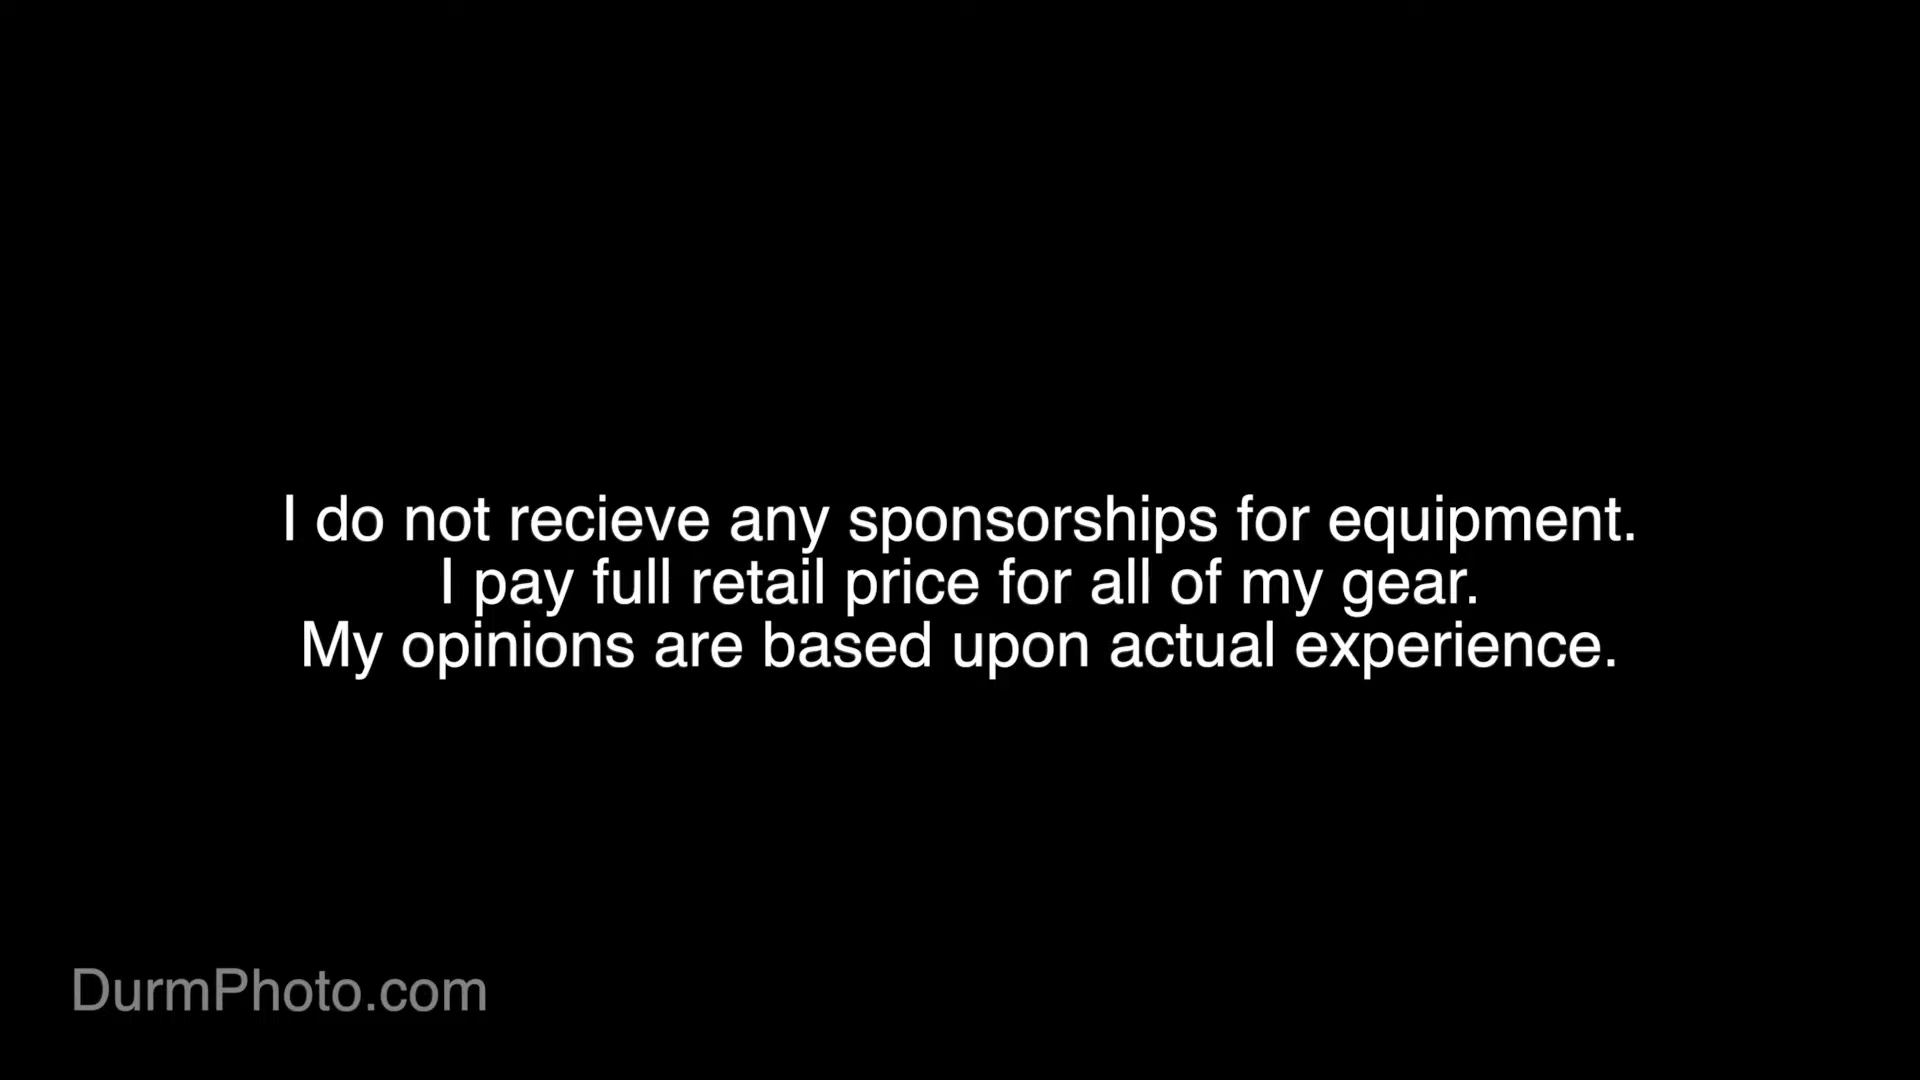 I do not recieve any sponsorships for equipment.
I pay full retail price for all of my gear.
My opinions are based upon actual experience.
DurmPhoto.com